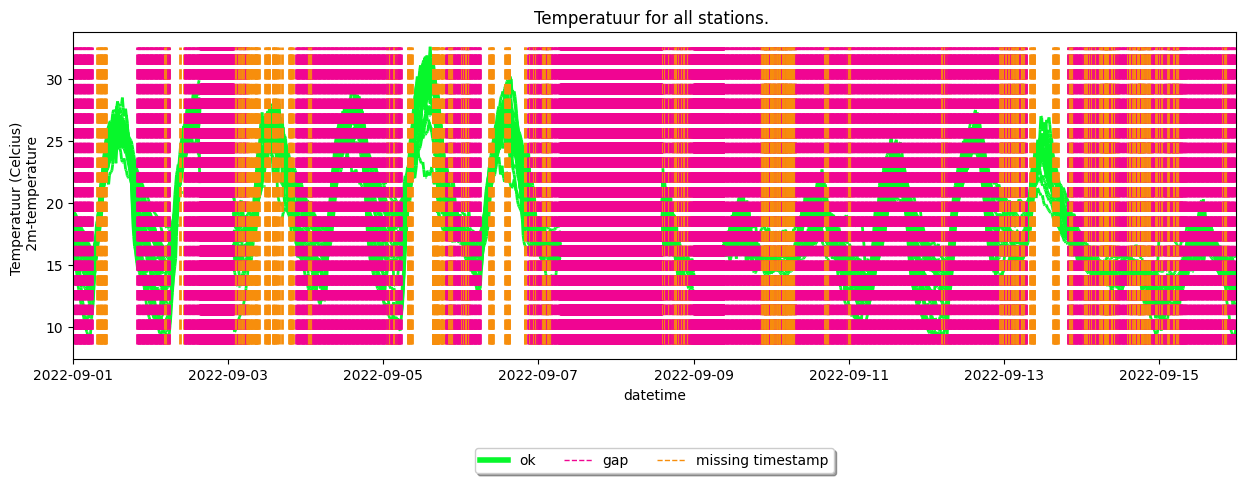 Temperatuur for all stations.
Temperatuur (Celcius)
2m-temperature
30
25
20
15
10
2022-09-01 2022-09-03 2022-09-05 2022-09-07 2022-09-09 2022-09-11 2022-09-13 2022-09-15
datetime
ok gap missing timestamp